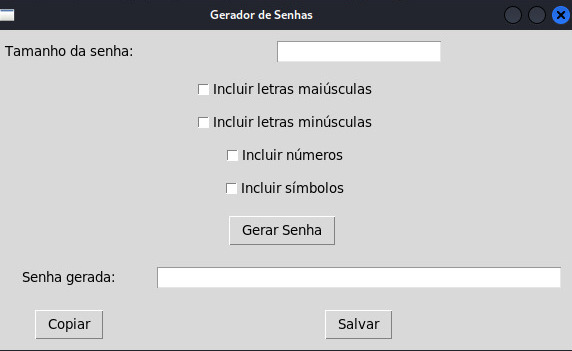 Gerador de Senhas
Tamanho da senha:
Incluir letras maiúsculas
Incluir letras minúsculas
Incluir números
Incluir símbolos
Gerar Senha
Senha gerada:
Copiar Salvar